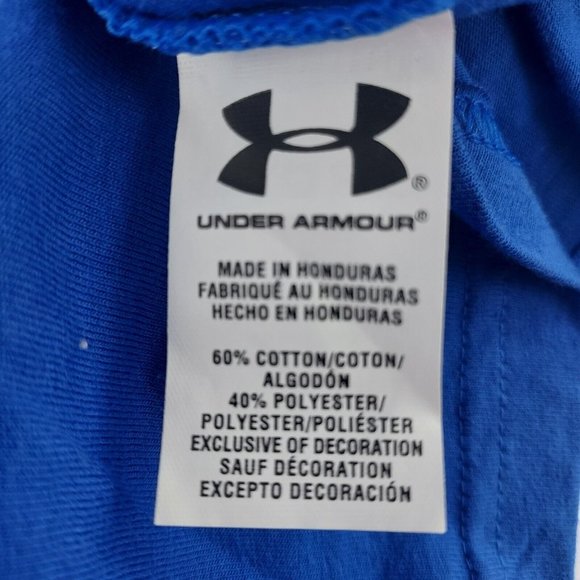 ®
UNDER ARMOUR®
MADE IN HONDURAS
FABRIQUÉ AU HONDURAS
HECHO EN HONDURAS
60% COTTON/COTON/
ALGODÓN
40% POLYESTER/
POLYESTER/POLIÉSTER
EXCLUSIVE OF DECORATION
SAUF DÉCORATION
EXCEPTO DECORACIÓN